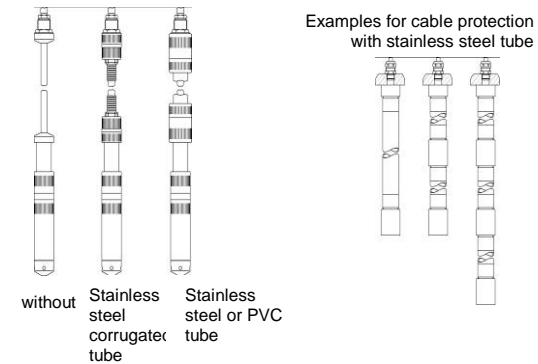 Examples for cable protection
with stainless steel tube
without
Stainless
steel
corrugated
tube
Stainless
steel or PVC
tube